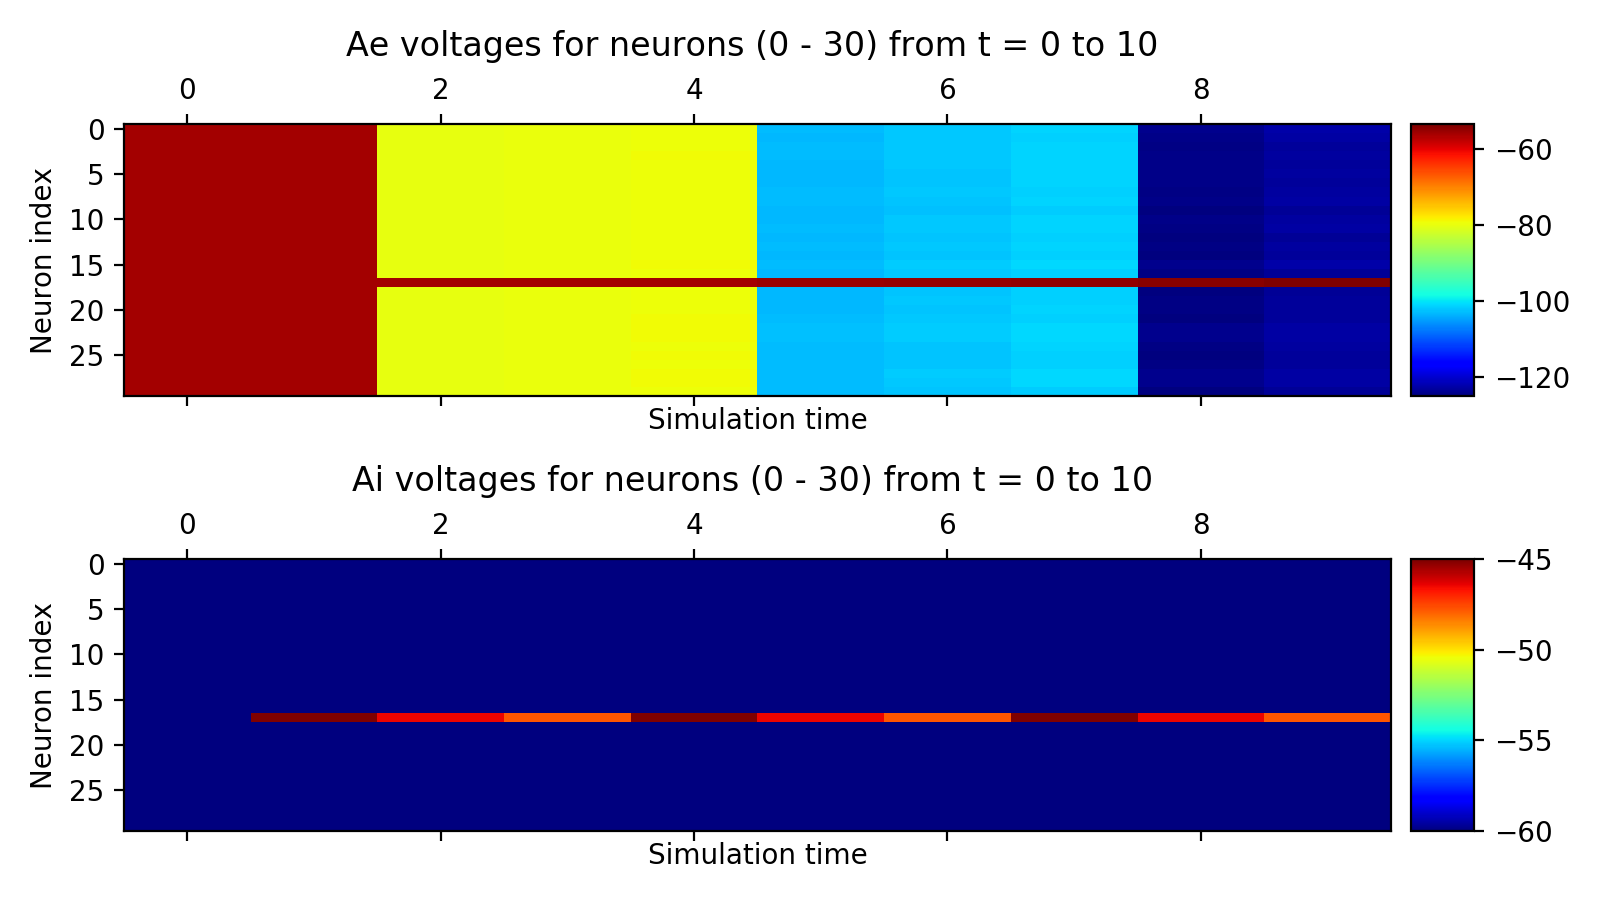 Ae voltages for neurons (0 - 30) from t = 0 to 10
0 2 4 6 8
Neuron index
0
5
10
15
20
25
−60
−80
−100
−120
Simulation time
Ai voltages for neurons (0 - 30) from t = 0 to 10
0 2 4 6 8
Neuron index
0
5
10
15
20
25
−45
−50
−55
−60
Simulation time